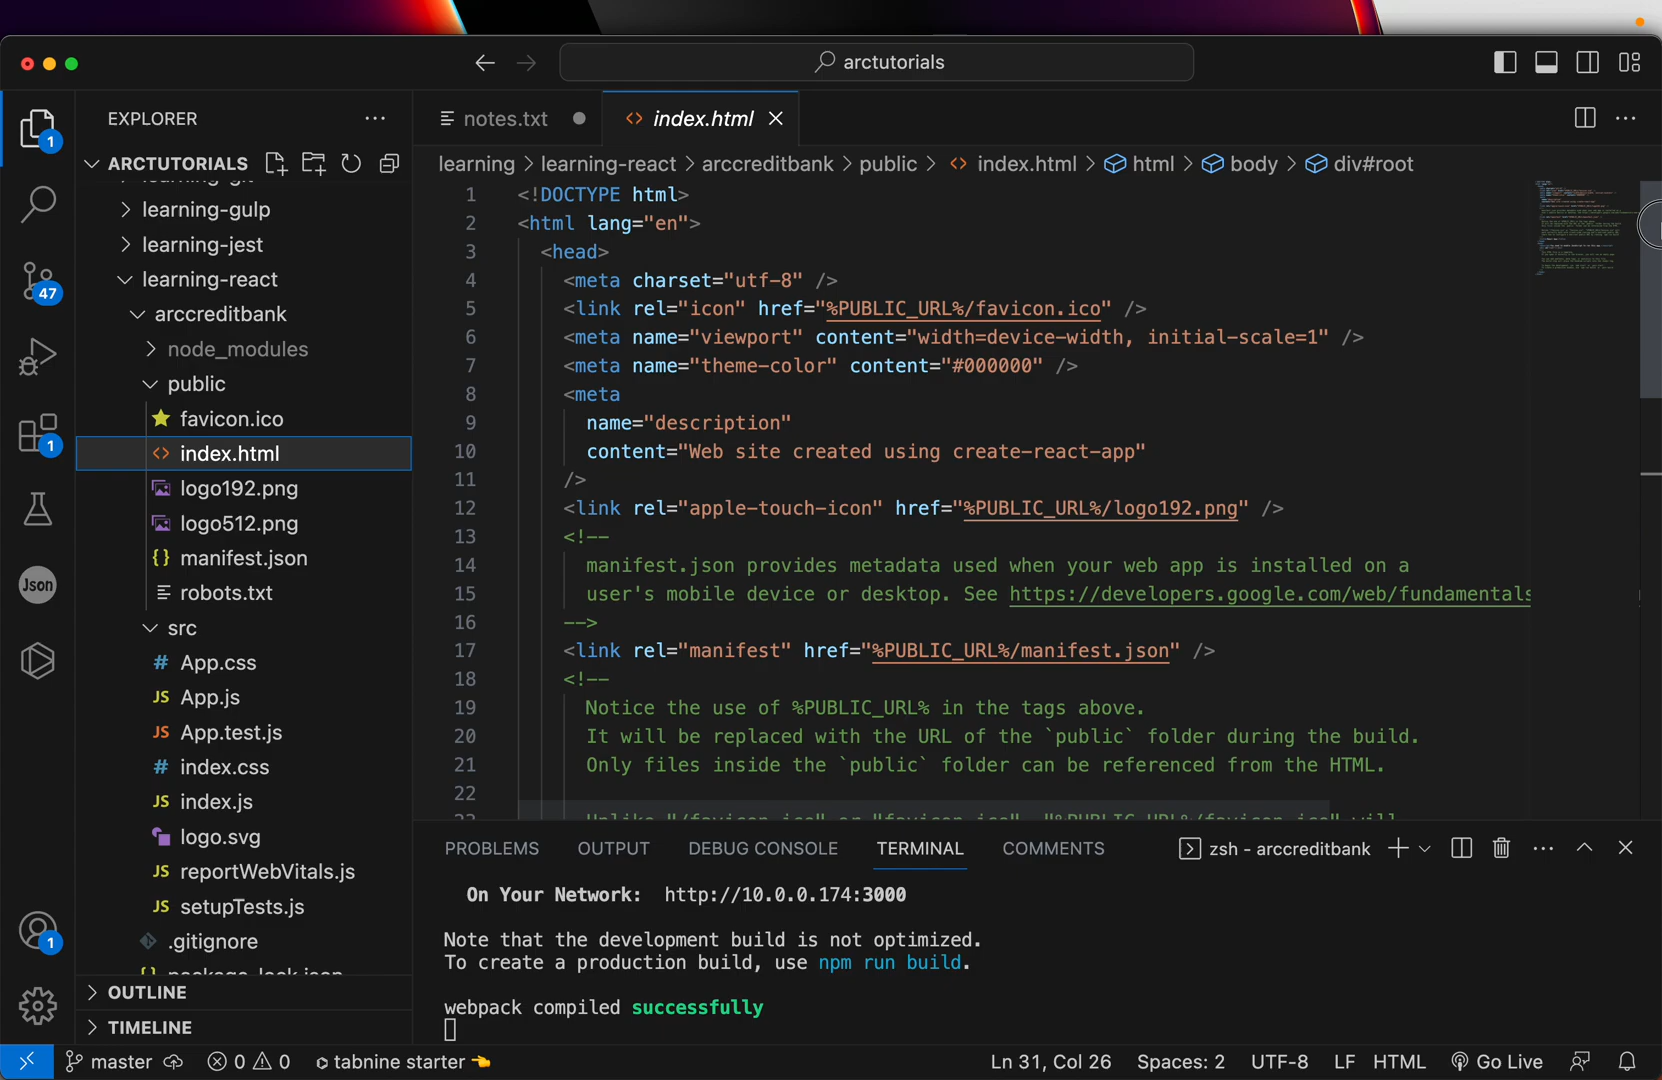 arctutorials
EXPLORER
notes.txt
index.html
ARCTUTORIALS
learning > learning-react > arccreditbank > public > index.html > html > body > div#root
learning-gulp
learning-jest
learning-react
arccreditbank
node_modules
public
favicon.ico
index.html
logo192.png
logo512.png
manifest.json
robots.txt
src
App.css
App.js
App.test.js
index.css
index.js
logo.svg
reportWebVitals.js
setupTests.js
.gitignore
OUTLINE
TIMELINE
1
47
1
Json
1
1 <!DOCTYPE html>
2 <html lang="en">
3 <head>
4 <meta charset="utf-8" />
5 <link rel="icon" href="%PUBLIC_URL%/favicon.ico" />
6 <meta name="viewport" content="width=device-width, initial-scale=1" />
7 <meta name="theme-color" content="#000000" />
8 <meta
9 name="description"
10 content="Web site created using create-react-app"
11 />
12 <link rel="apple-touch-icon" href="%PUBLIC_URL%/logo192.png" />
13 <!--
14 manifest.json provides metadata used when your web app is installed on a
15 user's mobile device or desktop. See https://developers.google.com/web/fundamentals
16 -->
17 <link rel="manifest" href="%PUBLIC_URL%/manifest.json" />
18 <!--
19 Notice the use of %PUBLIC_URL% in the tags above.
20 It will be replaced with the URL of the `public` folder during the build.
21 Only files inside the `public` folder can be referenced from the HTML.
22
PROBLEMS OUTPUT DEBUG CONSOLE TERMINAL COMMENTS zsh - arccreditbank
On Your Network: http://10.0.0.174:3000
Note that the development build is not optimized.
To create a production build, use npm run build.
webpack compiled successfully
master 0 0 tabnine starter Ln 31, Col 26 Spaces: 2 UTF-8 LF HTML Go Live